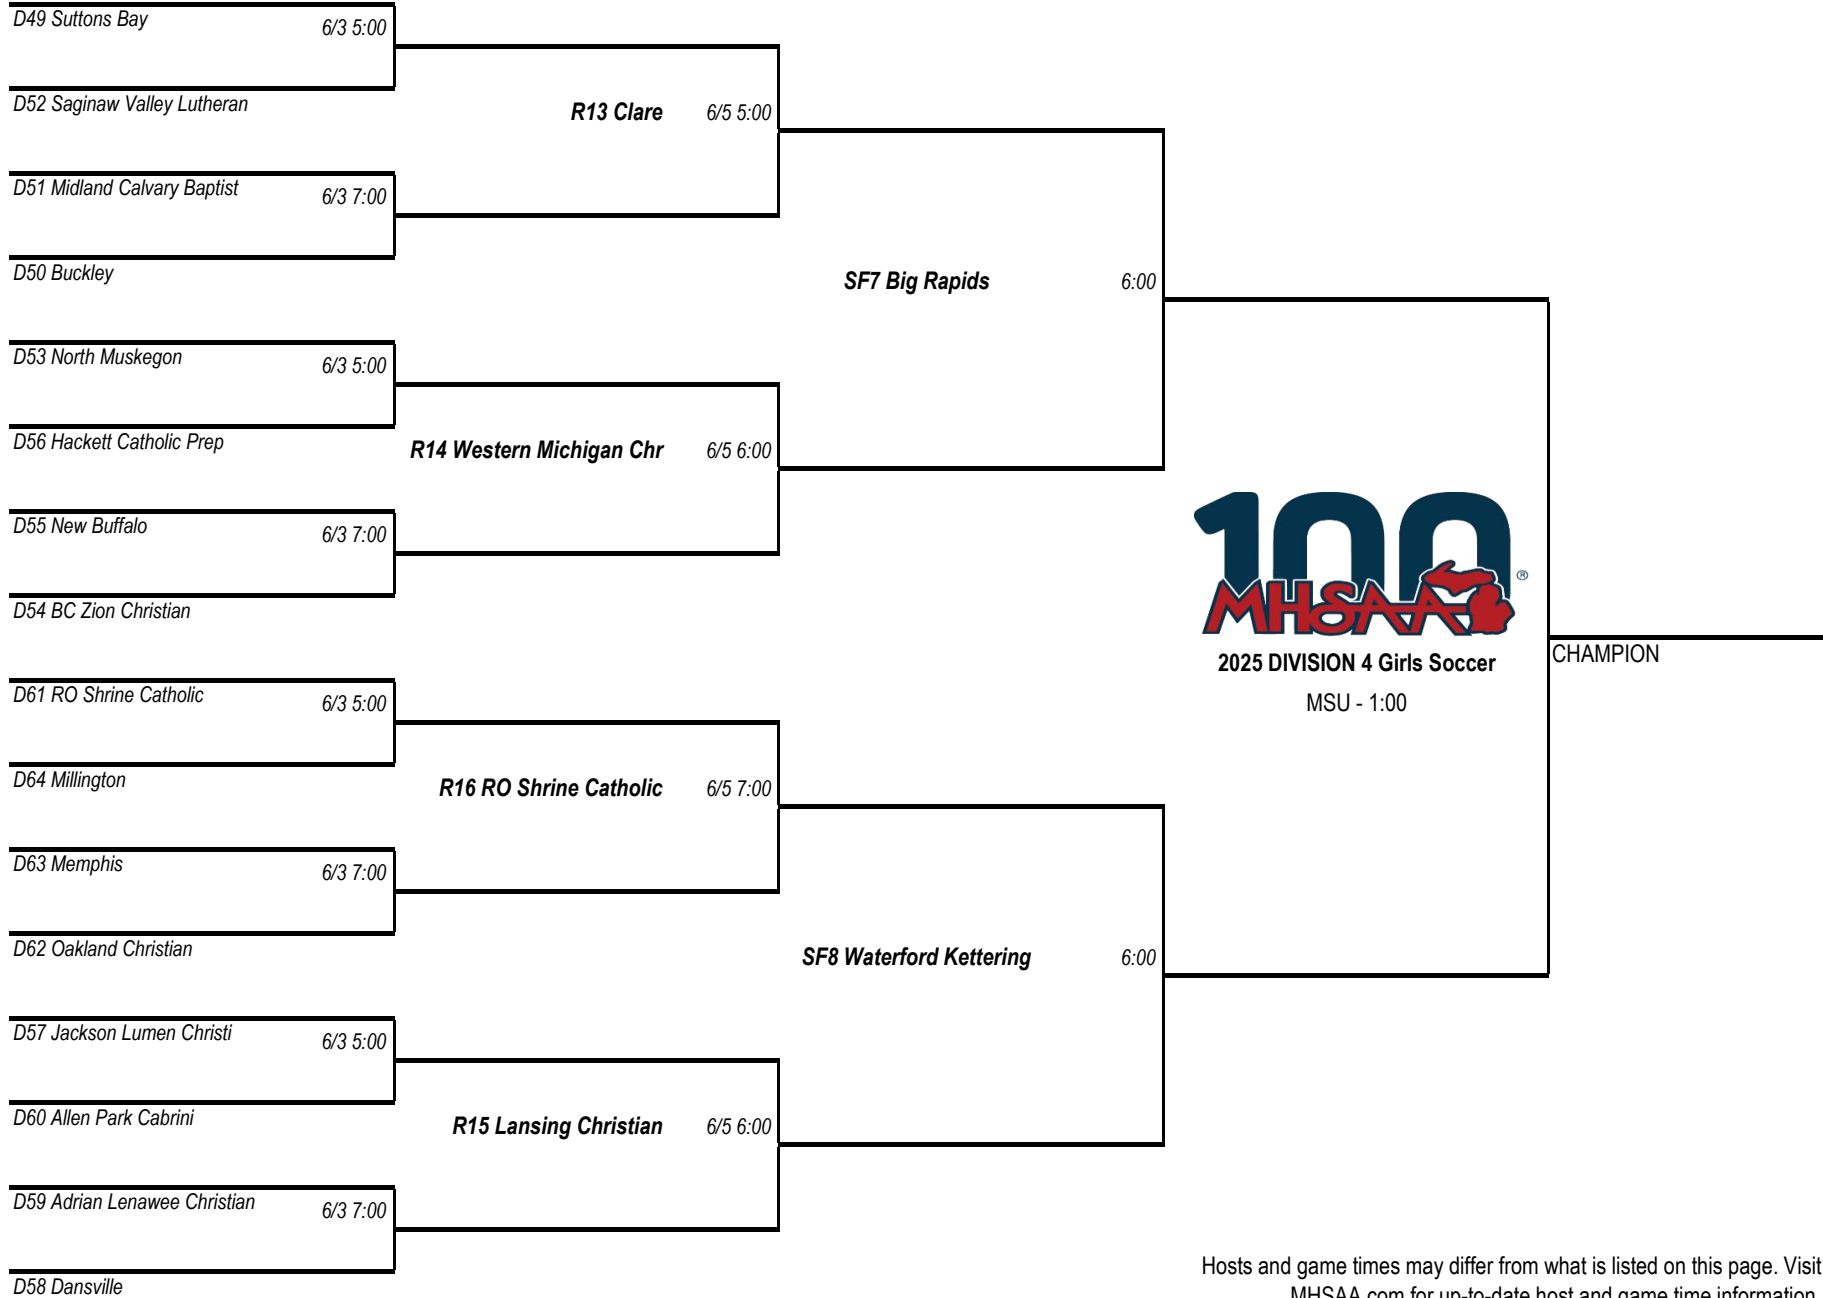 D49 Suttons Bay
6/3 5:00
D52 Saginaw Valley Lutheran
R13 Clare 6/5 5:00
D51 Midland Calvary Baptist
6/3 7:00
D50 Buckley
SF7 Big Rapids 6:00
D53 North Muskegon
6/3 5:00
D56 Hackett Catholic Prep
R14 Western Michigan Chr 6/5 6:00
D55 New Buffalo
6/3 7:00
D54 BC Zion Christian
100
MHSAA ®
2025 DIVISION 4 Girls Soccer
MSU - 1:00
CHAMPION
D61 RO Shrine Catholic
6/3 5:00
D64 Millington
R16 RO Shrine Catholic 6/5 7:00
D63 Memphis
6/3 7:00
D62 Oakland Christian
SF8 Waterford Kettering 6:00
D57 Jackson Lumen Christi
6/3 5:00
D60 Allen Park Cabrini
R15 Lansing Christian 6/5 6:00
D59 Adrian Lenawee Christian
6/3 7:00
D58 Dansville
Hosts and game times may differ from what is listed on this page. Visit
MHSAA.com for up-to-date host and game time information.